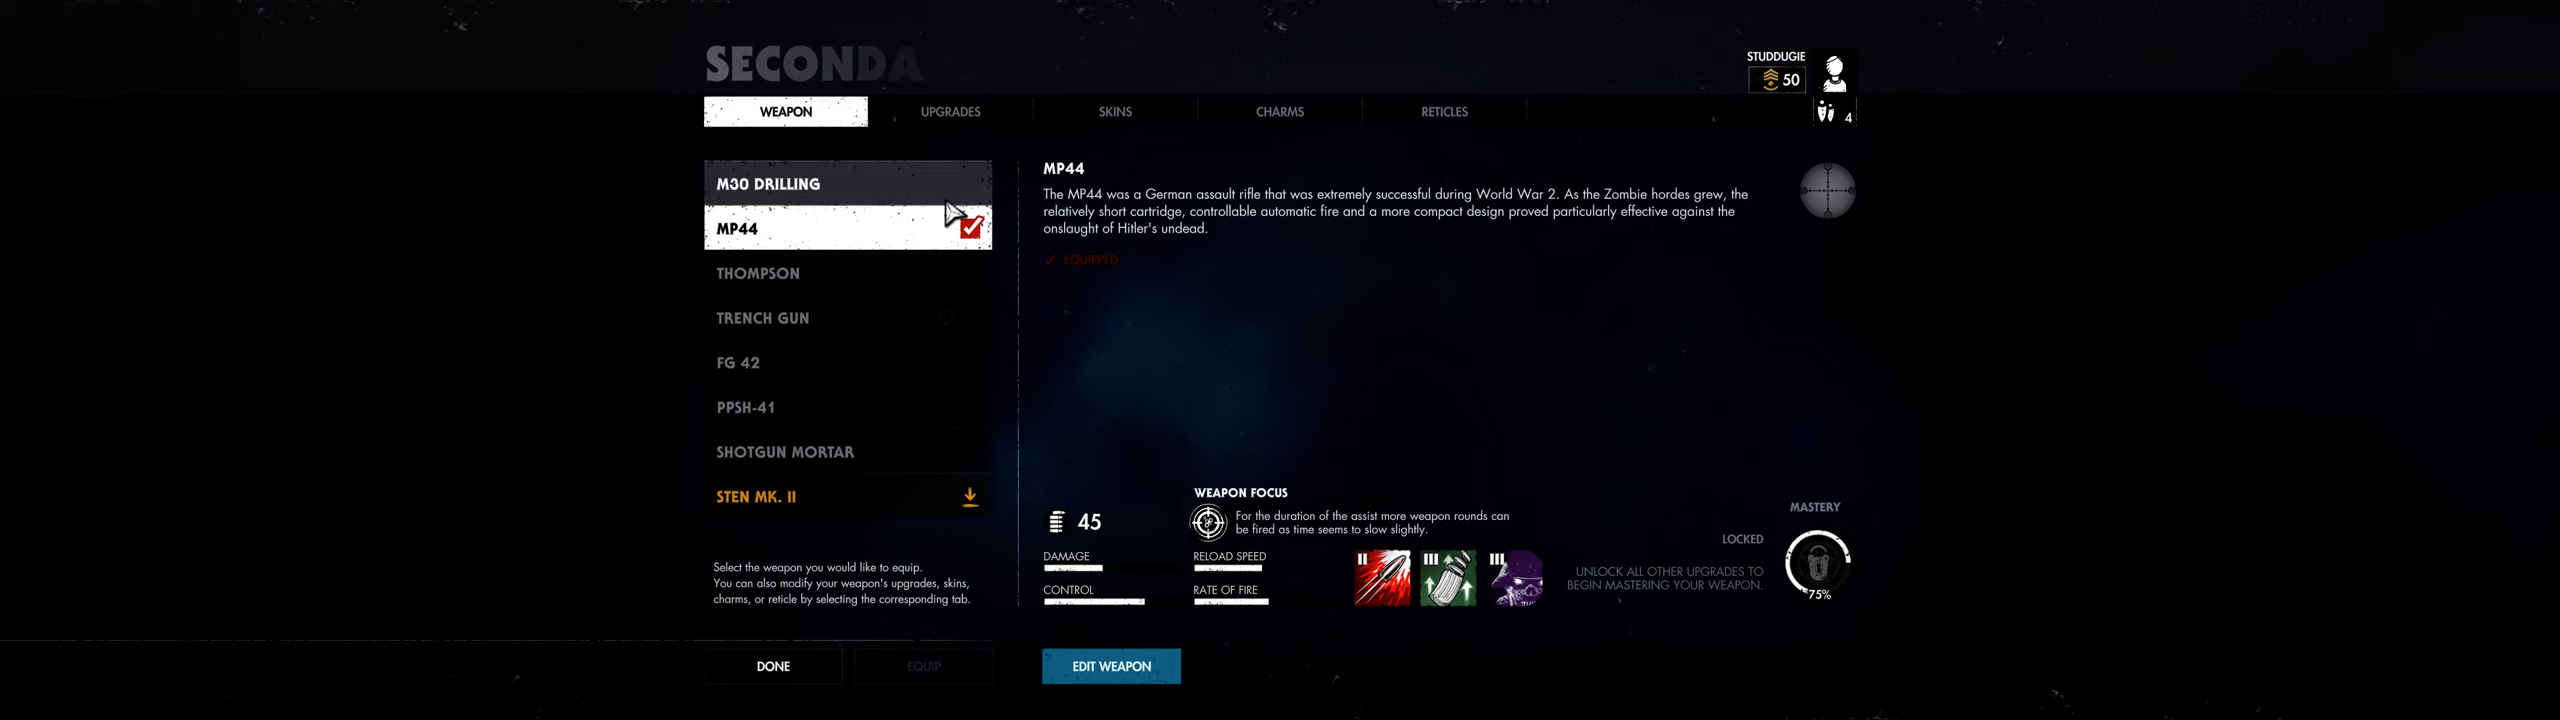 SECONDA
STUDDUGIE
50
4
WEAPON
UPGRADES
SKINS
CHARMS
RETICLES
M30 DRILLING
MP44
THOMPSON
TRENCH GUN
FG 42
PPSH-41
SHOTGUN MORTAR
STEN MK. II
Select the weapon you would like to equip.
You can also modify your weapon's upgrades, skins,
charms, or reticle by selecting the corresponding tab.
DONE
EQUIP
MP44
The MP44 was a German assault rifle that was extremely successful during World War 2. As the Zombie hordes grew, the
relatively short cartridge, controllable automatic fire and a more compact design proved particularly effective against the
onslaught of Hitler's undead.
EQUIPPED
45
WEAPON FOCUS
For the duration of the assist more weapon rounds can
be fired as time seems to slow slightly.
DAMAGE
RELOAD SPEED
CONTROL
RATE OF FIRE
II
III
III
MASTERY
LOCKED
UNLOCK ALL OTHER UPGRADES TO
BEGIN MASTERING YOUR WEAPON.
75%
EDIT WEAPON